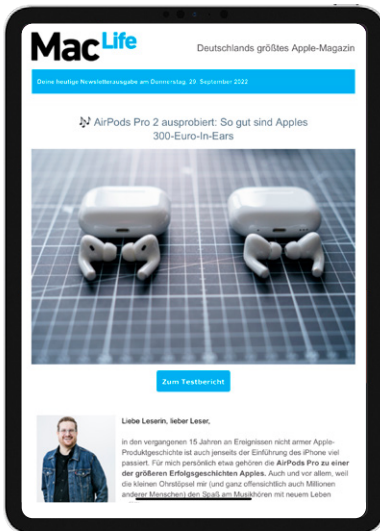 Mac Life
Deutschlands größtes Apple-Magazin
Deine heutige Newsletterausgabe am Donnerstag, 29. September 2022
AirPods Pro 2 ausprobiert: So gut sind Apples
300-Euro-In-Ears
Zum Testbericht
Liebe Leserin, lieber Leser,
in den vergangenen 15 Jahren an Ereignissen nicht armer Apple-
Produktgeschichte ist auch jenseits der Einführung des iPhone viel
passiert. Für mich persönlich etwa gehören die AirPods Pro zu einer
der größeren Erfolgsgeschichten Apples. Auch und vor allem, weil
die kleinen Ohrstöpsel mir (und ganz offensichtlich auch Millionen
anderer Menschen) den Spaß am Musikhören mit neuem Leben